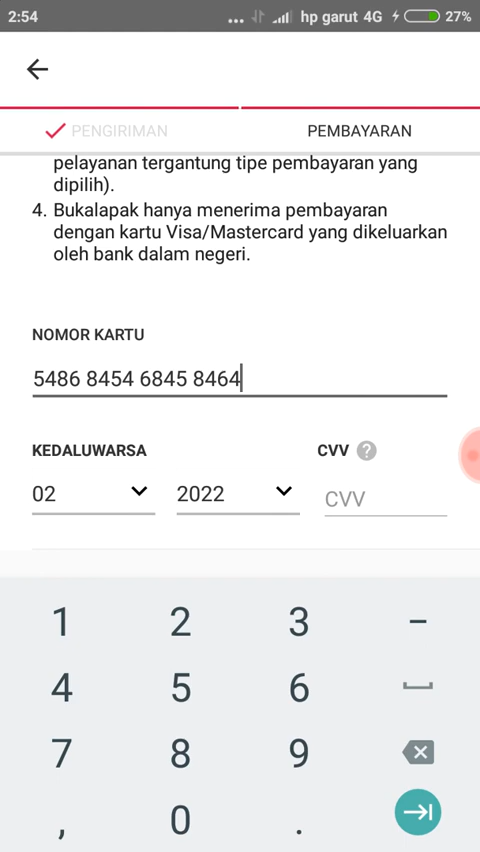 2:54 ... hp garut 4G 27%
PENGIRIMAN PEMBAYARAN
pelayanan tergantung tipe pembayaran yang
dipilih).
4. Bukalapak hanya menerima pembayaran
dengan kartu Visa/Mastercard yang dikeluarkan
oleh bank dalam negeri.
NOMOR KARTU
5486 8454 6845 8464
KEDALUWARSA CVV ?
02 2022 CVV
1 2 3 -
4 5 6
7 8 9
, 0 .